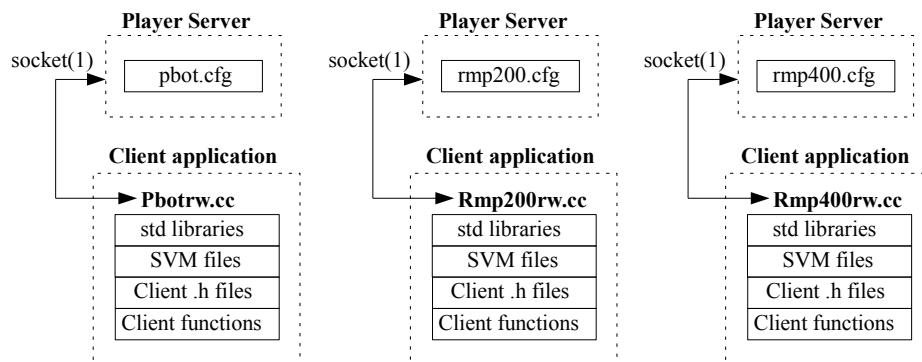 Player Server
socket(1)
pbot.cfg
Client application
Pbotrw.cc
std libraries
SVM files
Client .h files
Client functions
Player Server
socket(1)
rmp200.cfg
Client application
Rmp200rw.cc
std libraries
SVM files
Client .h files
Client functions
Player Server
socket(1)
rmp400.cfg
Client application
Rmp400rw.cc
std libraries
SVM files
Client .h files
Client functions